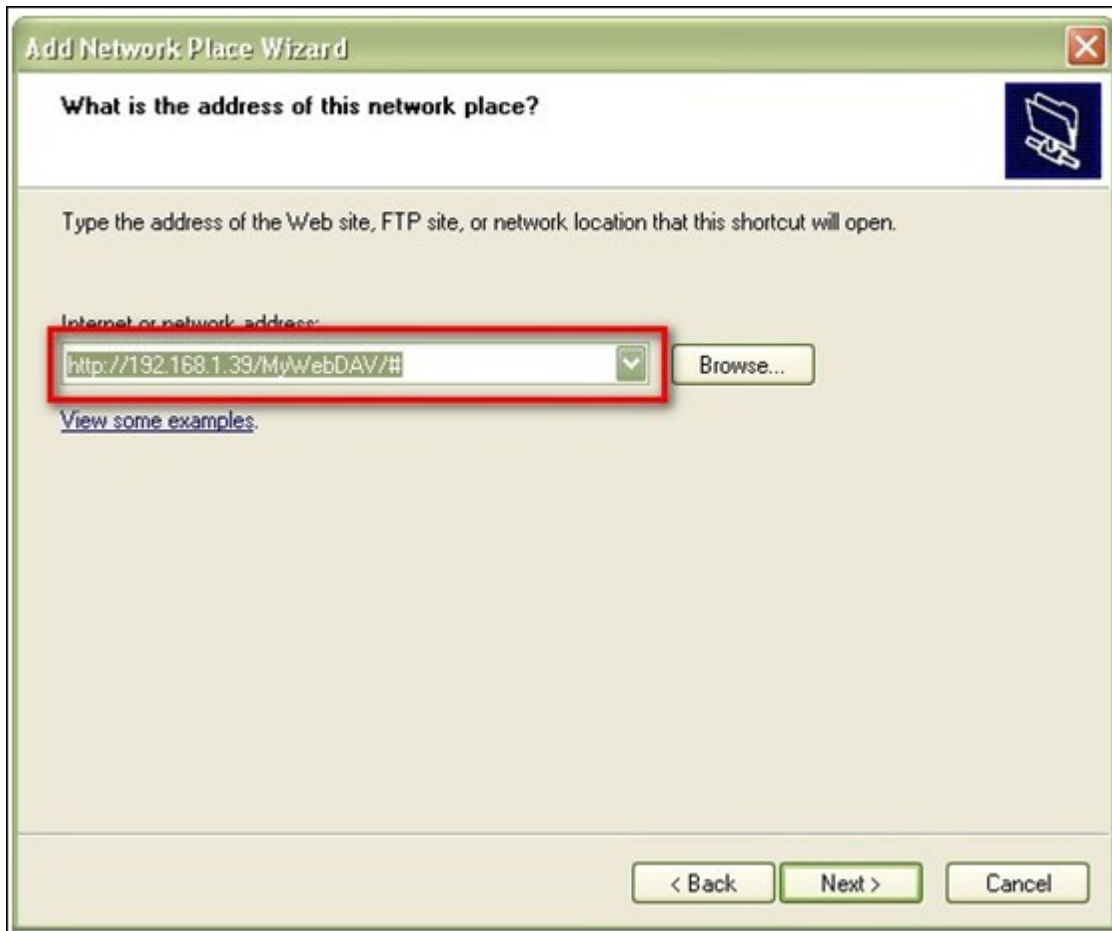 Add Network Place Wizard
What is the address of this network place?
Type the address of the Web site, FTP site, or network location that this shortcut will open.
Internet or network address:
http://192.168.1.39/MyWebDAV/#
Browse...
View some examples.
< Back Next > Cancel